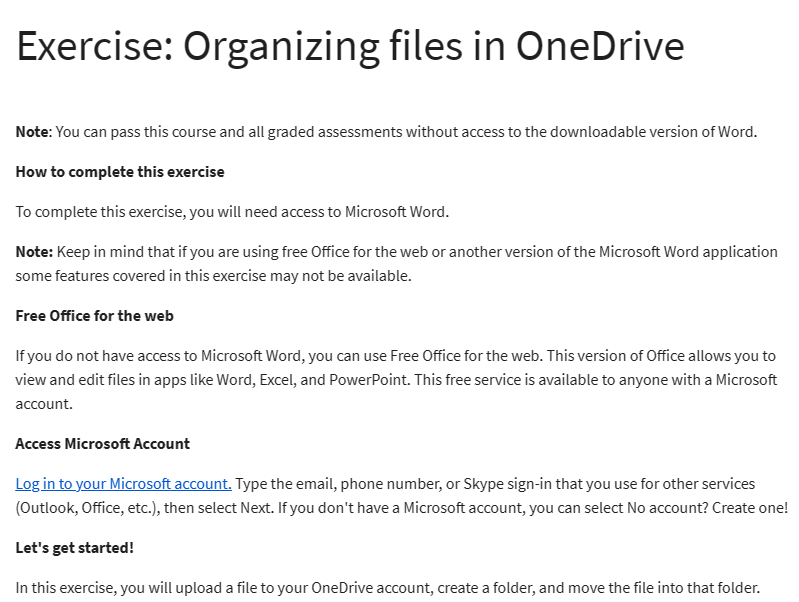 Exercise: Organizing files in OneDrive
Note: You can pass this course and all graded assessments without access to the downloadable version of Word.
How to complete this exercise
To complete this exercise, you will need access to Microsoft Word.
Note: Keep in mind that if you are using free Office for the web or another version of the Microsoft Word application
some features covered in this exercise may not be available.
Free Office for the web
If you do not have access to Microsoft Word, you can use Free Office for the web. This version of Office allows you to
view and edit files in apps like Word, Excel, and PowerPoint. This free service is available to anyone with a Microsoft
account.
Access Microsoft Account
Log in to your Microsoft account. Type the email, phone number, or Skype sign-in that you use for other services
(Outlook, Office, etc.), then select Next. If you don't have a Microsoft account, you can select No account? Create one!
Let's get started!
In this exercise, you will upload a file to your OneDrive account, create a folder, and move the file into that folder.